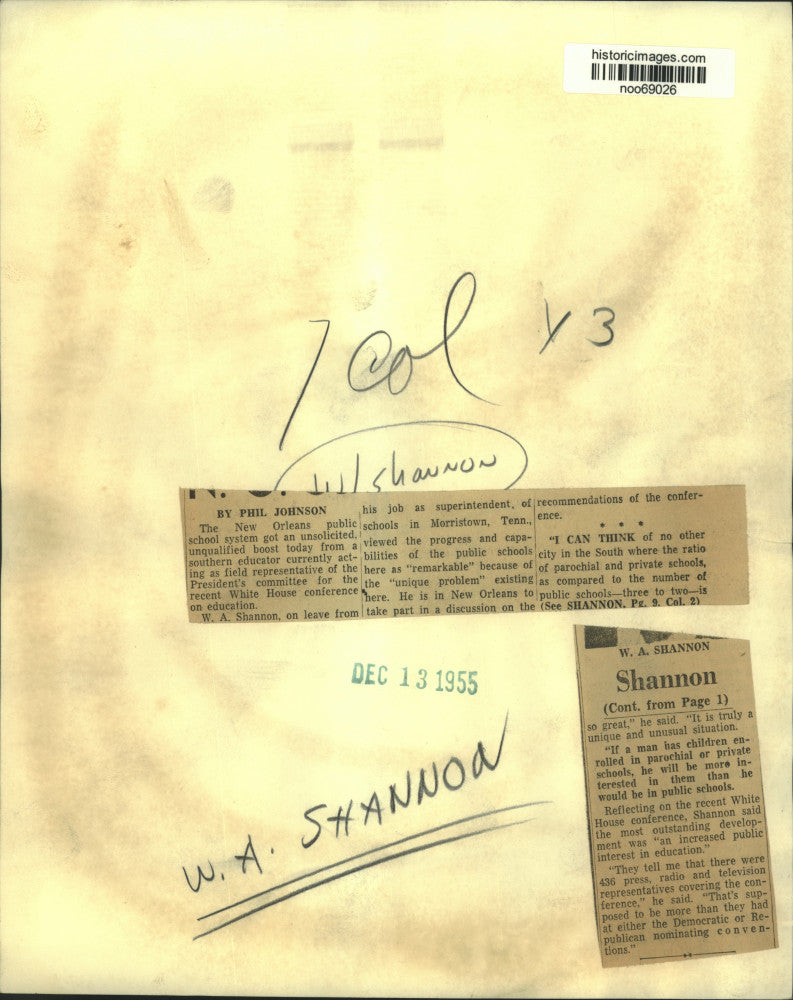 historicimages.com
noo69026
1 Col
V3
W Shannon
BY PHIL JOHNSON
The New Orleans public
school system got an unsolicited,
unqualified boost today from a
southern educator currently act-
ing as field representative of the
President's committee for the
recent White House conference
on education.
W. A. Shannon, on leave from
his job as superintendent of
schools in Morristown, Tenn.,
viewed the progress and capa-
bilities of the public schools
here as "remarkable" because of
the "unique problem" existing
here. He is in New Orleans to
take part in a discussion on the
recommendations of the confer-
ence.
* * *
"I CAN THINK of no other
city in the South where the ratio
of parochial and private schools,
as compared to the number of
public schools—three to two—is
(See SHANNON, Pg. 9, Col. 2)
W. A. SHANNON
Shannon
(Cont. from Page 1)
so great," he said. "It is truly a
unique and unusual situation.
"If a man has children en-
rolled in parochial or private
schools, he will be more in-
terested in them than he
would be in public schools.
Reflecting on the recent White
House conference, Shannon said
the most outstanding develop-
ment was "an increased public
interest in education."
"They tell me that there were
436 press, radio and television
representatives covering the con-
ference," he said. "That's sup-
posed to be more than they had
at either the Democratic or Re-
publican nominating conven-
tions."
DEC 13 1955
W. A. SHANNON